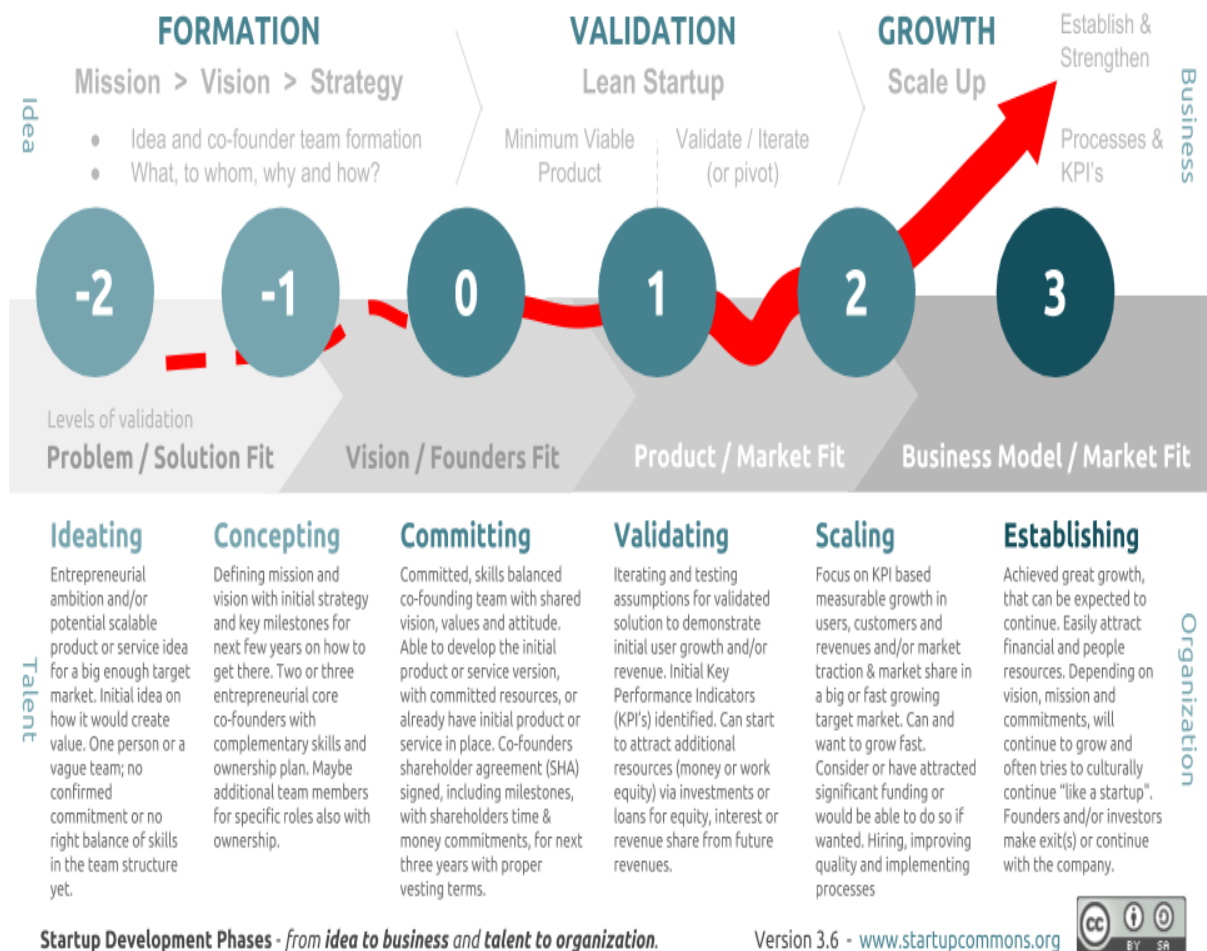 FORMATION
VALIDATION
GROWTH
Establish &
Strengthen
Mission > Vision > Strategy
Lean Startup
Scale Up
Idea
Business
• Idea and co-founder team formation
• What, to whom, why and how?
Minimum Viable
Product
Validate / Iterate
(or pivot)
Processes &
KPI's
-2
-1
0
1
2
3
Levels of validation
Problem / Solution Fit
Vision / Founders Fit
Product / Market Fit
Business Model / Market Fit
Talent
Organization
Ideating
Entrepreneurial
ambition and/or
potential scalable
product or service idea
for a big enough target
market. Initial idea on
how it would create
value. One person or a
vague team; no
confirmed
commitment or no
right balance of skills
in the team structure
yet.
Concepting
Defining mission and
vision with initial strategy
and key milestones for
next few years on how to
get there. Two or three
entrepreneurial core
co-founders with
complementary skills and
ownership plan. Maybe
additional team members
for specific roles also with
ownership.
Committing
Committed, skills balanced
co-founding team with shared
vision, values and attitude.
Able to develop the initial
product or service version,
with committed resources, or
already have initial product or
service in place. Co-founders
shareholder agreement (SHA)
signed, including milestones,
with shareholders time &
money commitments, for next
three years with proper
vesting terms.
Validating
Iterating and testing
assumptions for validated
solution to demonstrate
initial user growth and/or
revenue. Initial Key
Performance Indicators
(KPI's) identified. Can start
to attract additional
resources (money or work
equity) via investments or
loans for equity, interest or
revenue share from future
revenues.
Scaling
Focus on KPI based
measurable growth in
users, customers and
revenues and/or market
traction & market share in
a big or fast growing
target market. Can and
want to grow fast.
Consider or have attracted
significant funding or
would be able to do so if
wanted. Hiring, improving
quality and implementing
processes
Establishing
Achieved great growth,
that can be expected to
continue. Easily attract
financial and people
resources. Depending on
vision, mission and
commitments, will
continue to grow and
often tries to culturally
continue "like a startup".
Founders and/or investors
make exit(s) or continue
with the company.
Startup Development Phases - from idea to business and talent to organization.
Version 3.6 - www.startupcommons.org
cc
BY SA